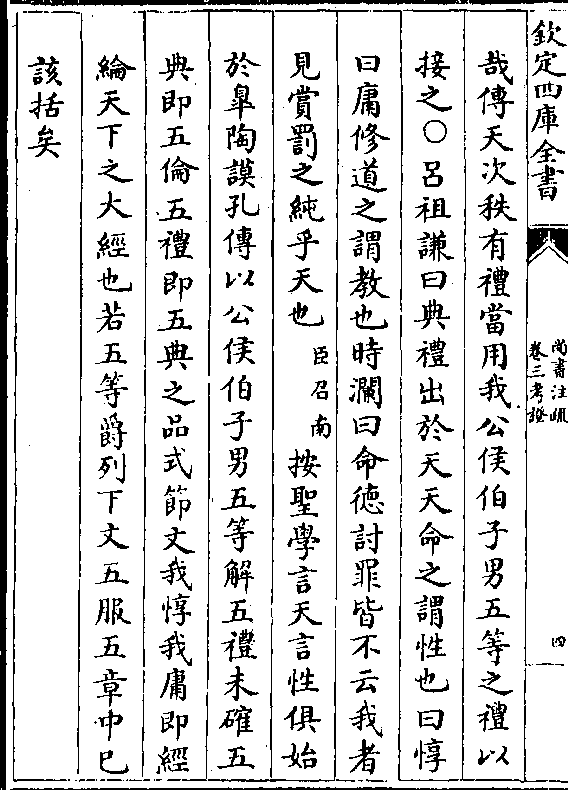 欽定四庫全書
尚書注疏
卷三考證
四
哉傳天次秩有禮當用我公侯伯子男五等之禮以
接之○呂祖謙曰典禮出於天天命之謂性也曰惇
曰庸修道之謂教也時瀾曰命德討罪皆不云我者
見賞罰之純乎天也臣召南按聖學言天言性俱始
於臯陶謨孔傳以公侯伯子男五等解五禮未確五
典即五倫五禮即五典之品式節文我惇我庸即經
綸天下之大經也若五等爵列下文五服五章中已
該括矣